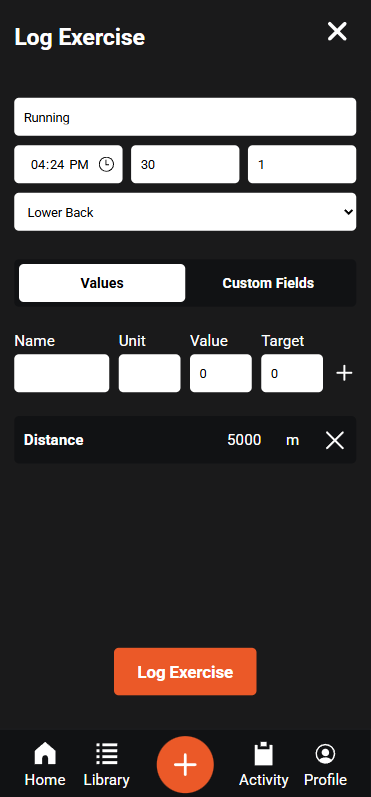 Log Exercise
Running
04:24 PM 30 1
Lower Back
Values Custom Fields
Name Unit Value Target
0 0
Distance 5000 m
Log Exercise
Home Library Activity Profile